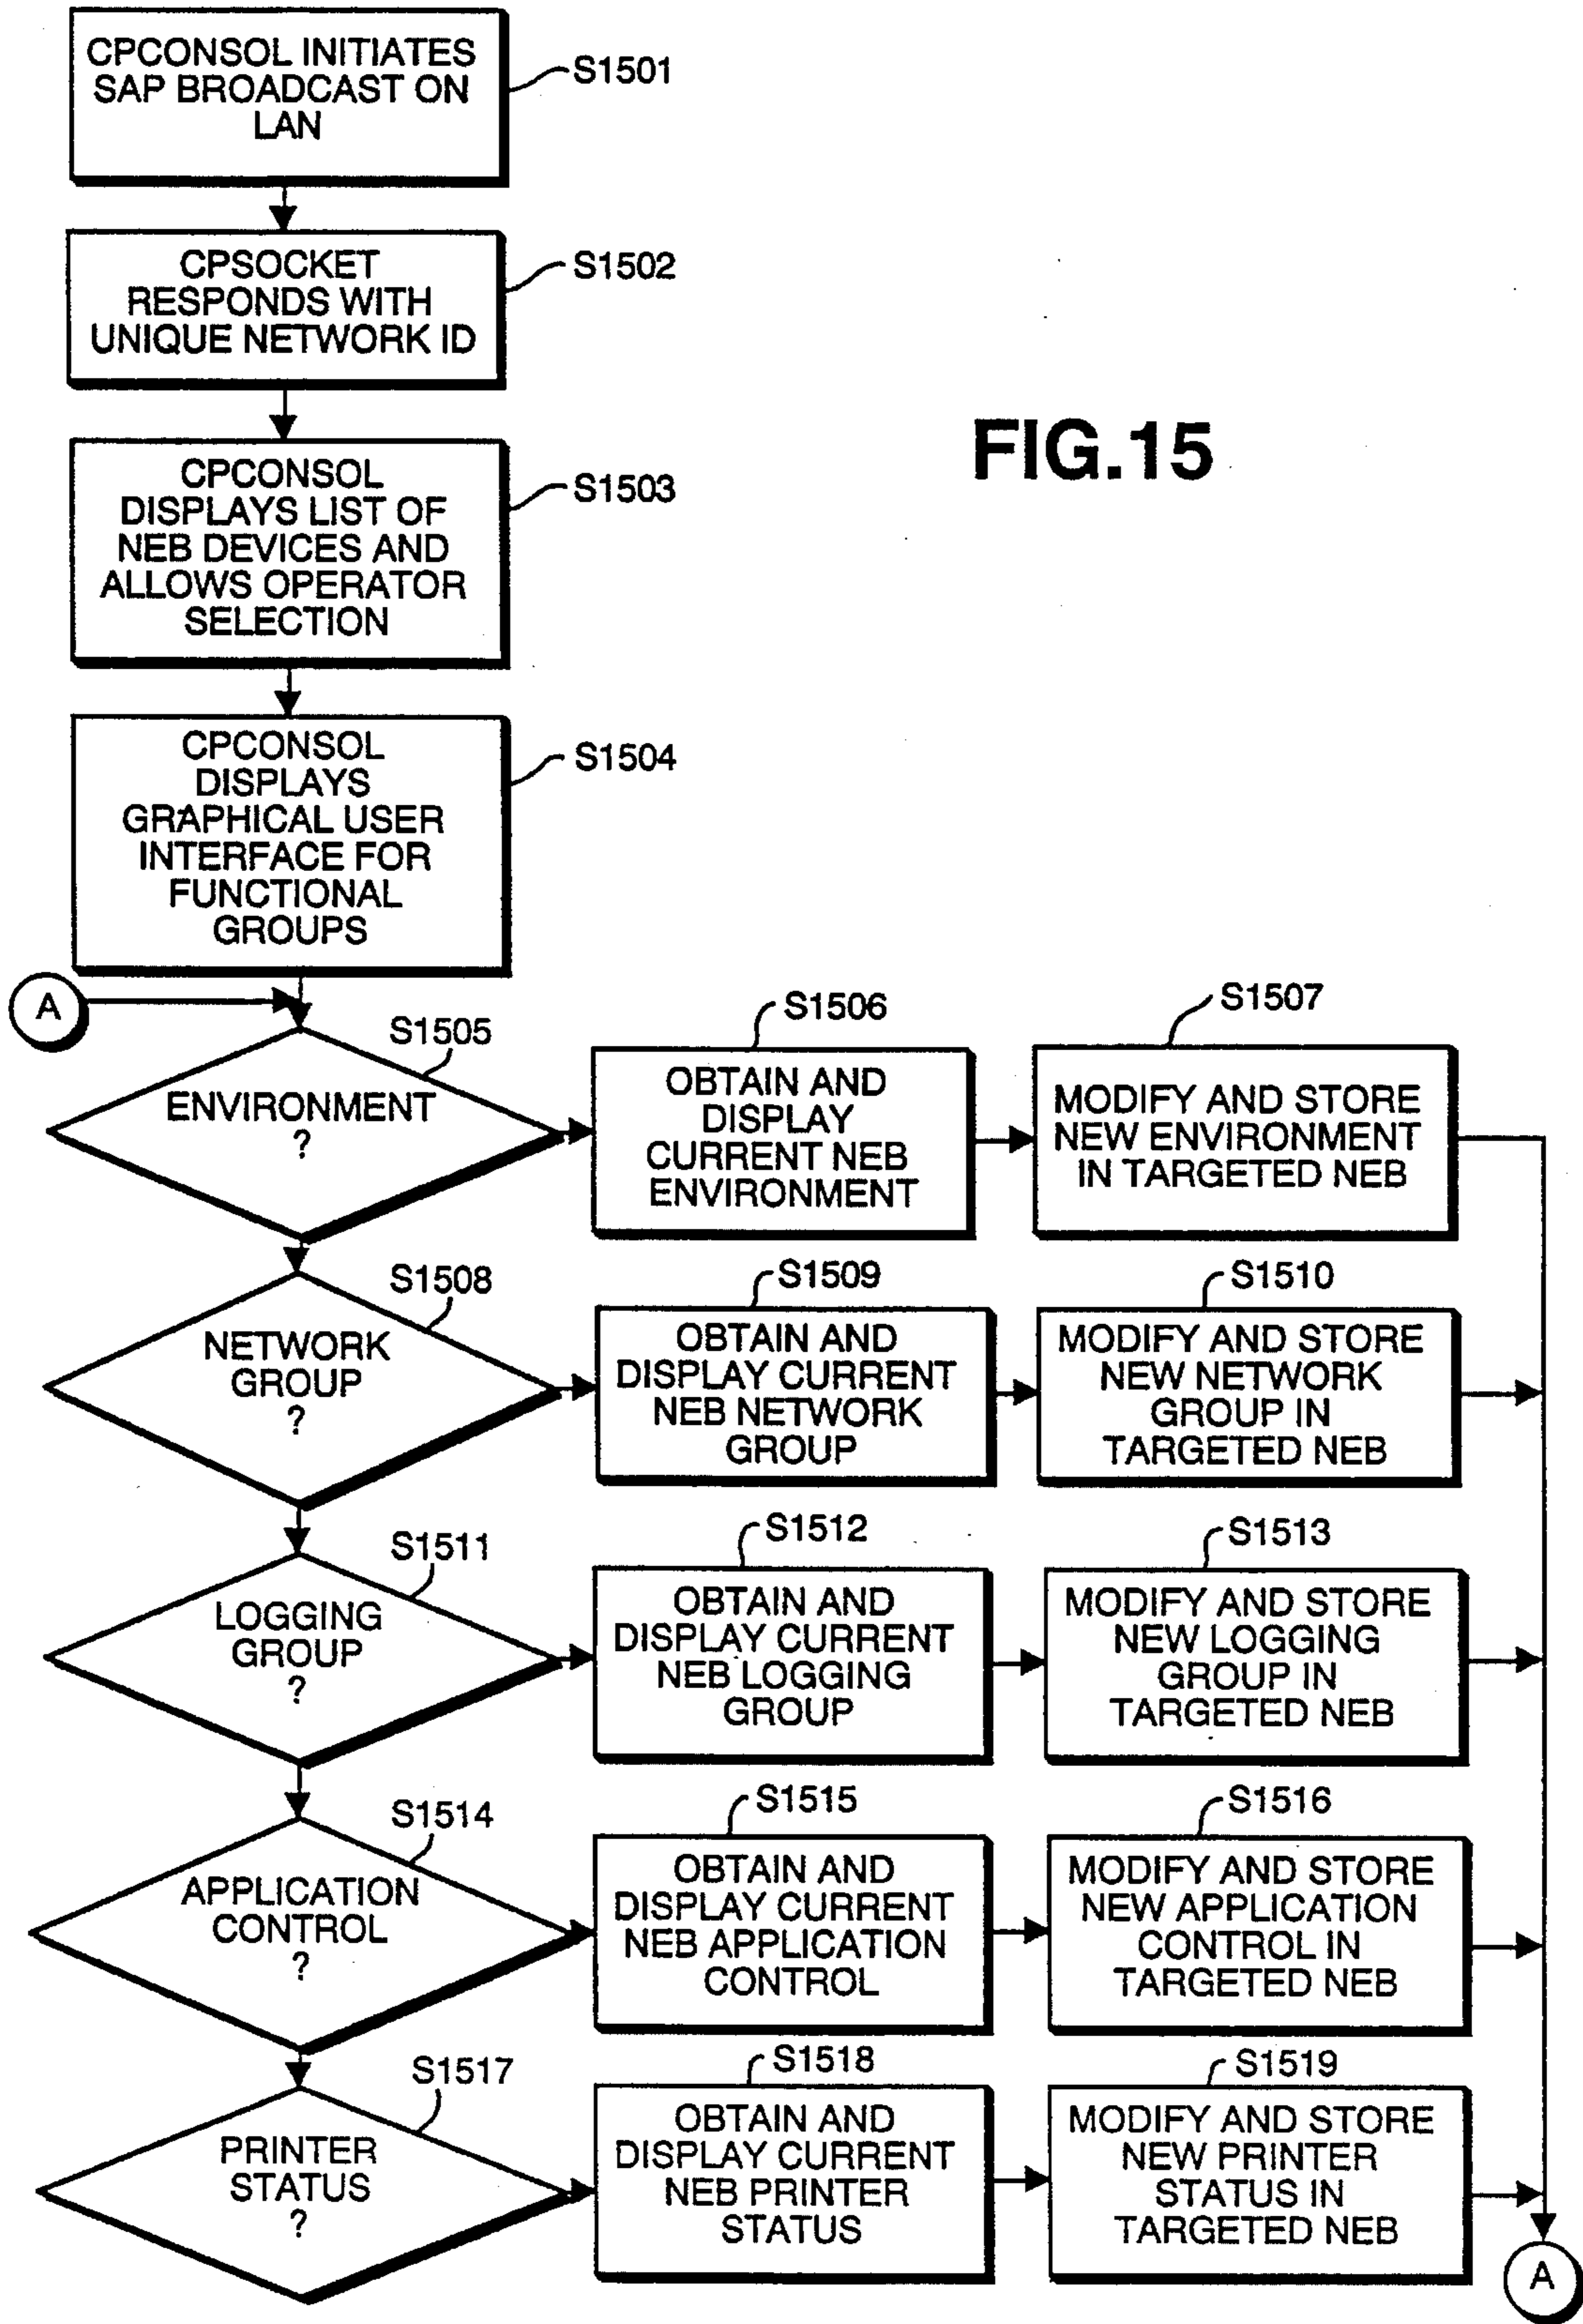 CPCONSOL INITIATES
SAP BROADCAST ON
LAN
S1501
CPSOCKET
RESPONDS WITH
UNIQUE NETWORK ID
S1502
FIG.15
CPCONSOL
DISPLAYS LIST OF
NEB DEVICES AND
ALLOWS OPERATOR
SELECTION
S1503
CPCONSOL
DISPLAYS
GRAPHICAL USER
INTERFACE FOR
FUNCTIONAL
GROUPS
S1504
A
S1505
ENVIRONMENT
?
S1506
OBTAIN AND
DISPLAY
CURRENT NEB
ENVIRONMENT
S1507
MODIFY AND STORE
NEW ENVIRONMENT
IN TARGETED NEB
S1508
NETWORK
GROUP
?
S1509
OBTAIN AND
DISPLAY CURRENT
NEB NETWORK
GROUP
S1510
MODIFY AND STORE
NEW NETWORK
GROUP IN
TARGETED NEB
S1511
LOGGING
GROUP
?
S1512
OBTAIN AND
DISPLAY CURRENT
NEB LOGGING
GROUP
S1513
MODIFY AND STORE
NEW LOGGING
GROUP IN
TARGETED NEB
S1514
APPLICATION
CONTROL
?
S1515
OBTAIN AND
DISPLAY CURRENT
NEB APPLICATION
CONTROL
S1516
MODIFY AND STORE
NEW APPLICATION
CONTROL IN
TARGETED NEB
S1517
PRINTER
STATUS
?
S1518
OBTAIN AND
DISPLAY CURRENT
NEB PRINTER
STATUS
S1519
MODIFY AND STORE
NEW PRINTER
STATUS IN
TARGETED NEB
A